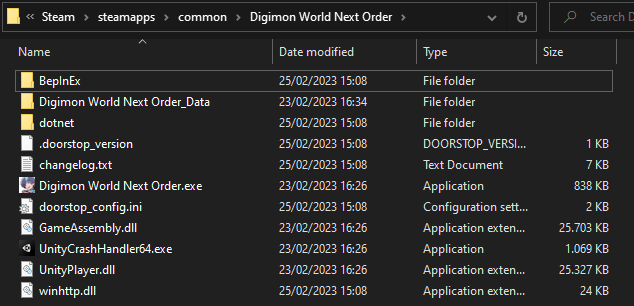 Steam > steamapps > common > Digimon World Next Order >
Search D
Name Date modified Type Size
BepInEx 25/02/2023 15:08 File folder
Digimon World Next Order_Data 23/02/2023 16:34 File folder
dotnet 25/02/2023 15:08 File folder
.doorstop_version 25/02/2023 15:08 DOORSTOP_VERSI... 1 KB
changelog.txt 25/02/2023 15:08 Text Document 7 KB
Digimon World Next Order.exe 23/02/2023 16:26 Application 838 KB
doorstop_config.ini 25/02/2023 15:08 Configuration sett... 2 KB
GameAssembly.dll 23/02/2023 16:26 Application exten... 25.703 KB
UnityCrashHandler64.exe 23/02/2023 16:26 Application 1.069 KB
UnityPlayer.dll 23/02/2023 16:26 Application exten... 25.327 KB
winhttp.dll 25/02/2023 15:08 Application exten... 24 KB